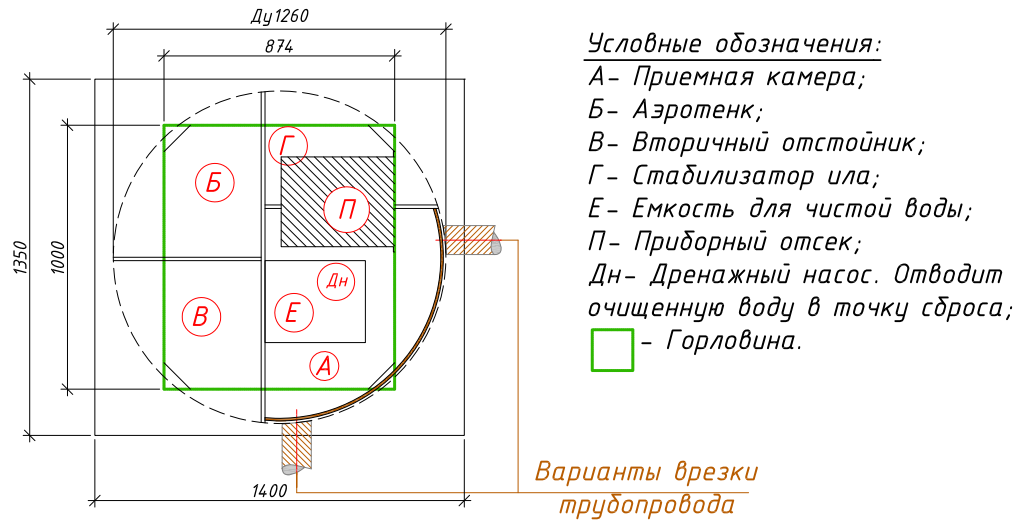 Ду1260
874
1350
1000
1400
Б
Г
П
В
Е
Дн
А
Условные обозначения:
А- Приемная камера;
Б- Аэротенк;
В- Вторичный отстойник;
Г- Стабилизатор ила;
Е- Емкость для чистой воды;
П- Приборный отсек;
Дн- Дренажный насос. Отводит
очищенную воду в точку сброса;
- Горловина.
Варианты врезки
трубопровода